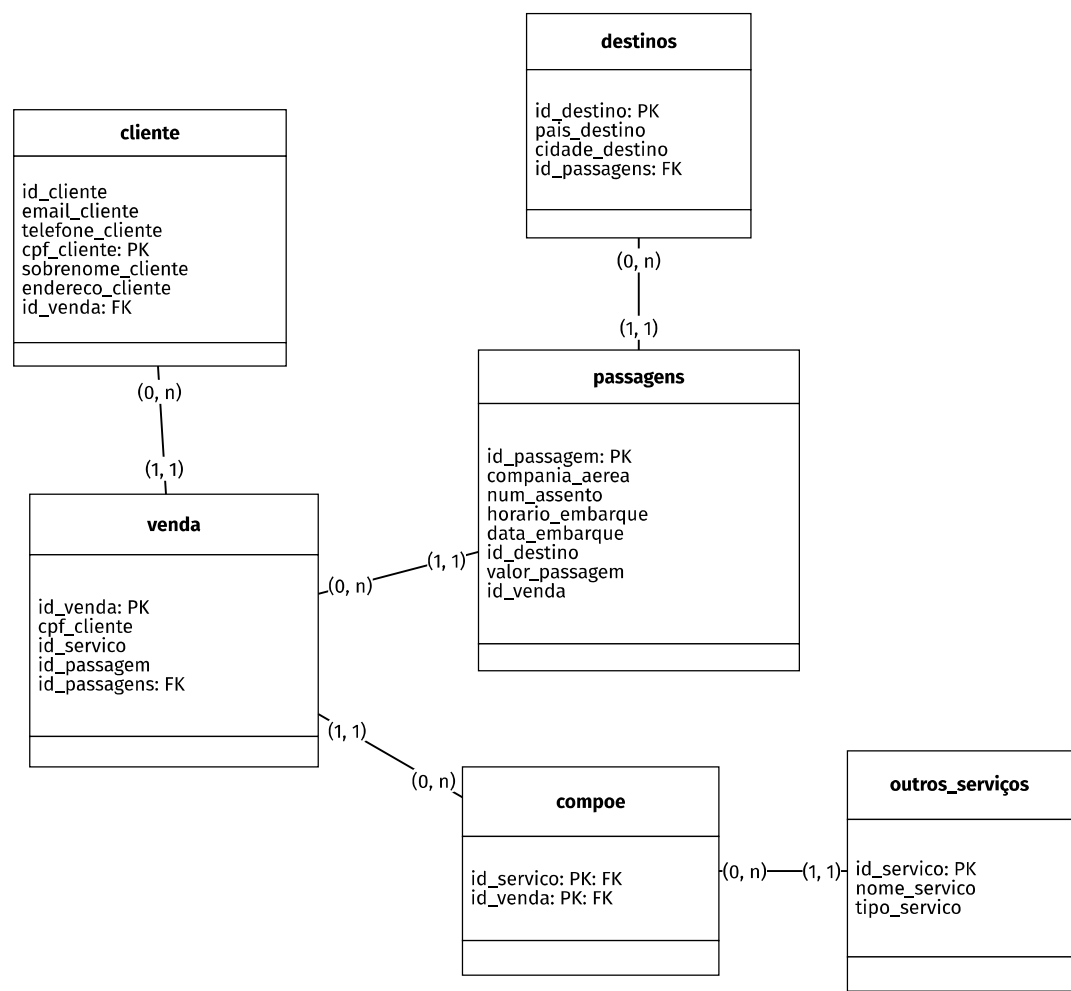 destinos
id_destino: PK
pais_destino
cidade_destino
id_passagens: FK
cliente
id_cliente
email_cliente
telefone_cliente
cpf_cliente: PK
sobrenome_cliente
endereco_cliente
id_venda: FK
(0, n)
(1, 1)
(0, n)
(1, 1)
passagens
id_passagem: PK
compania_aerea
num_assento
horario_embarque
data_embarque
id_destino
valor_passagem
id_venda
venda
id_venda: PK
cpf_cliente
id_servico
id_passagem
id_passagens: FK
(0, n)
(1, 1)
(1, 1)
(0, n)
compoe
id_servico: PK: FK
id_venda: PK: FK
(0, n)
(1, 1)
outros_serviços
id_servico: PK
nome_servico
tipo_servico